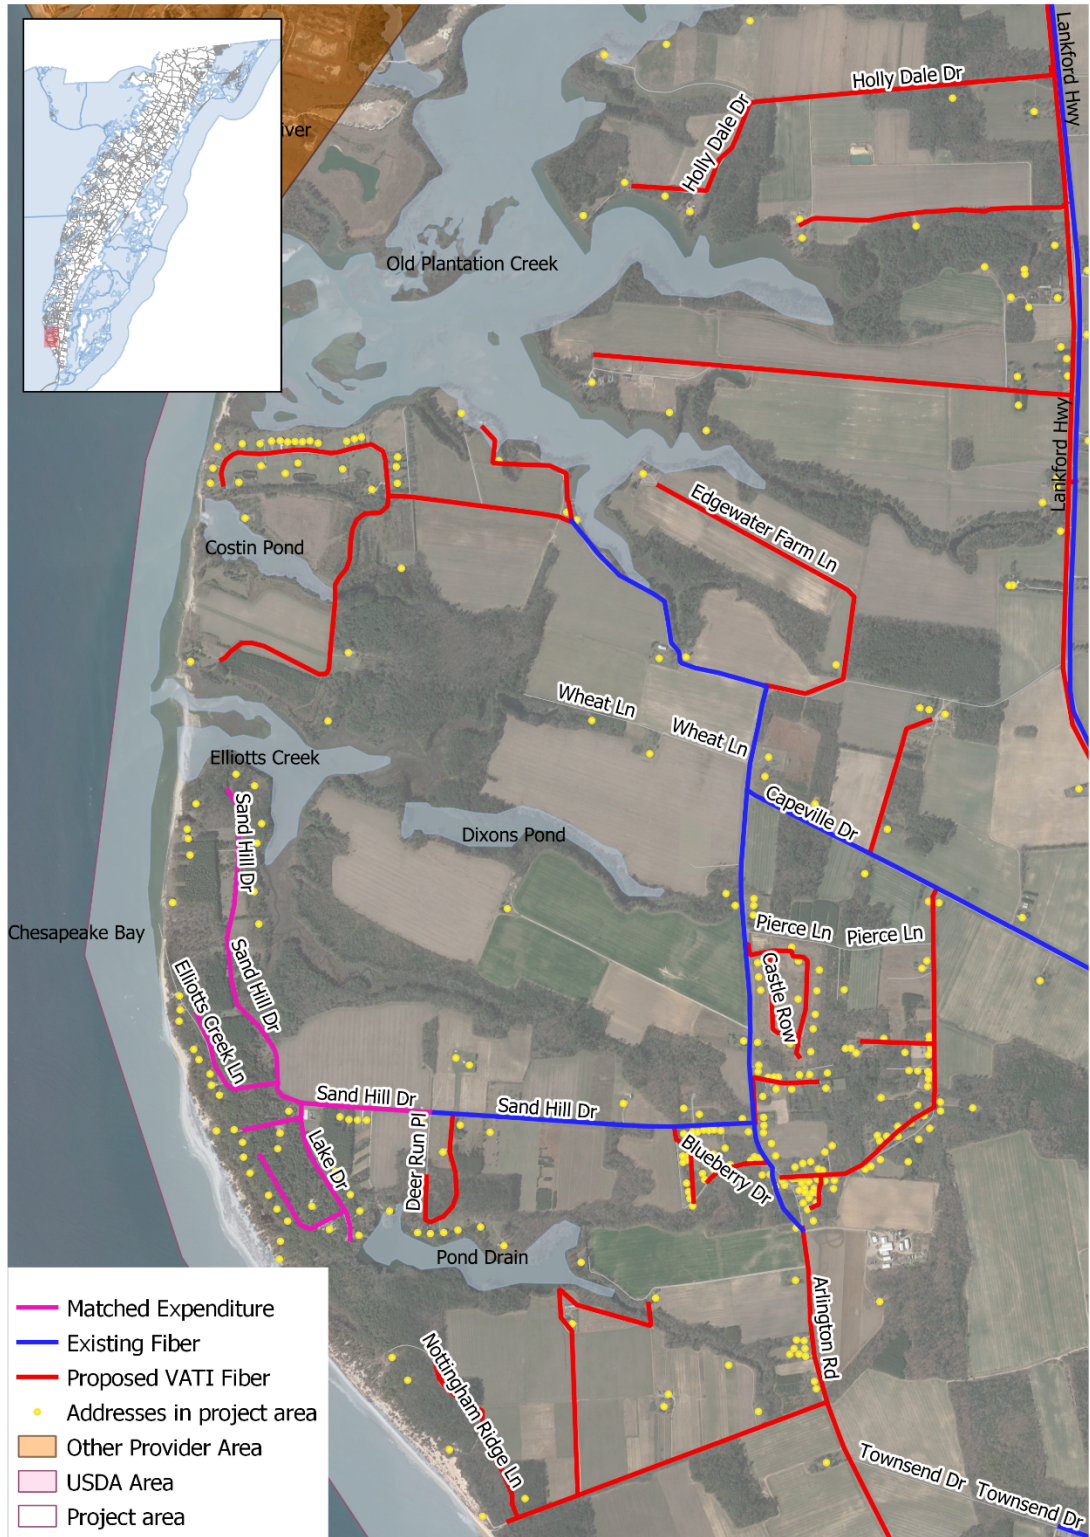 Lankford Hwy
Holly Dale Dr
Holly Dale Dr
iver
Old Plantation Creek
Lankford Hwy
Edgewater Farm Ln
Costin Pond
Wheat Ln
Wheat Ln
Elliotts Creek
Sand Hill Dr
Capeville Dr
Dixons Pond
Chesapeake Bay
Pierce Ln
Pierce Ln
Castle Row
Sand Hill Dr
Elliotts Creek Ln
Sand Hill Dr
Sand Hill Dr
Lake Dr
Deer Run Pl
Blueberry Dr
Pond Drain
Arlington Rd
Nottingham Ridge Ln
Townsend Dr
Townsend Dr
Matched Expenditure
Existing Fiber
Proposed VATI Fiber
Addresses in project area
Other Provider Area
USDA Area
Project area